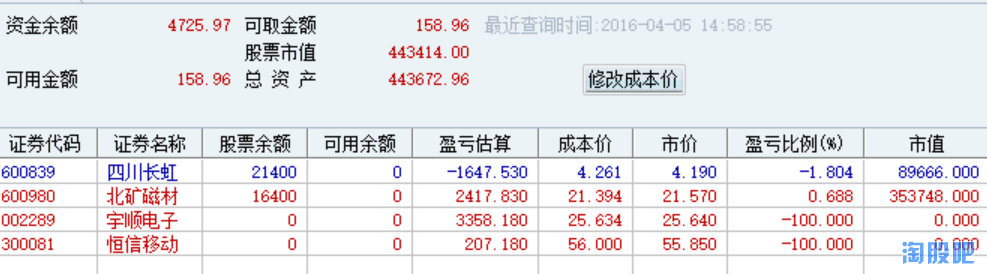 资金余额 4725.97 可取金额 158.96 最近查询时间:2016-04-05 14:58:55
股票市值 443414.00
可用金额 158.96 总 资 产 443672.96 修改成本价
证券代码 证券名称 股票余额 可用余额 盈亏估算 成本价 市价 盈亏比例(%) 市值
600839 四川长虹 21400 0 -1647.530 4.261 4.190 -1.804 89666.000
600980 北矿磁材 16400 0 2417.830 21.394 21.570 0.688 353748.000
002289 宇顺电子 0 0 3358.180 25.634 25.640 -100.000 0.000
300081 恒信移动 0 0 207.180 56.000 55.850 -100.000 0.000
淘股吧